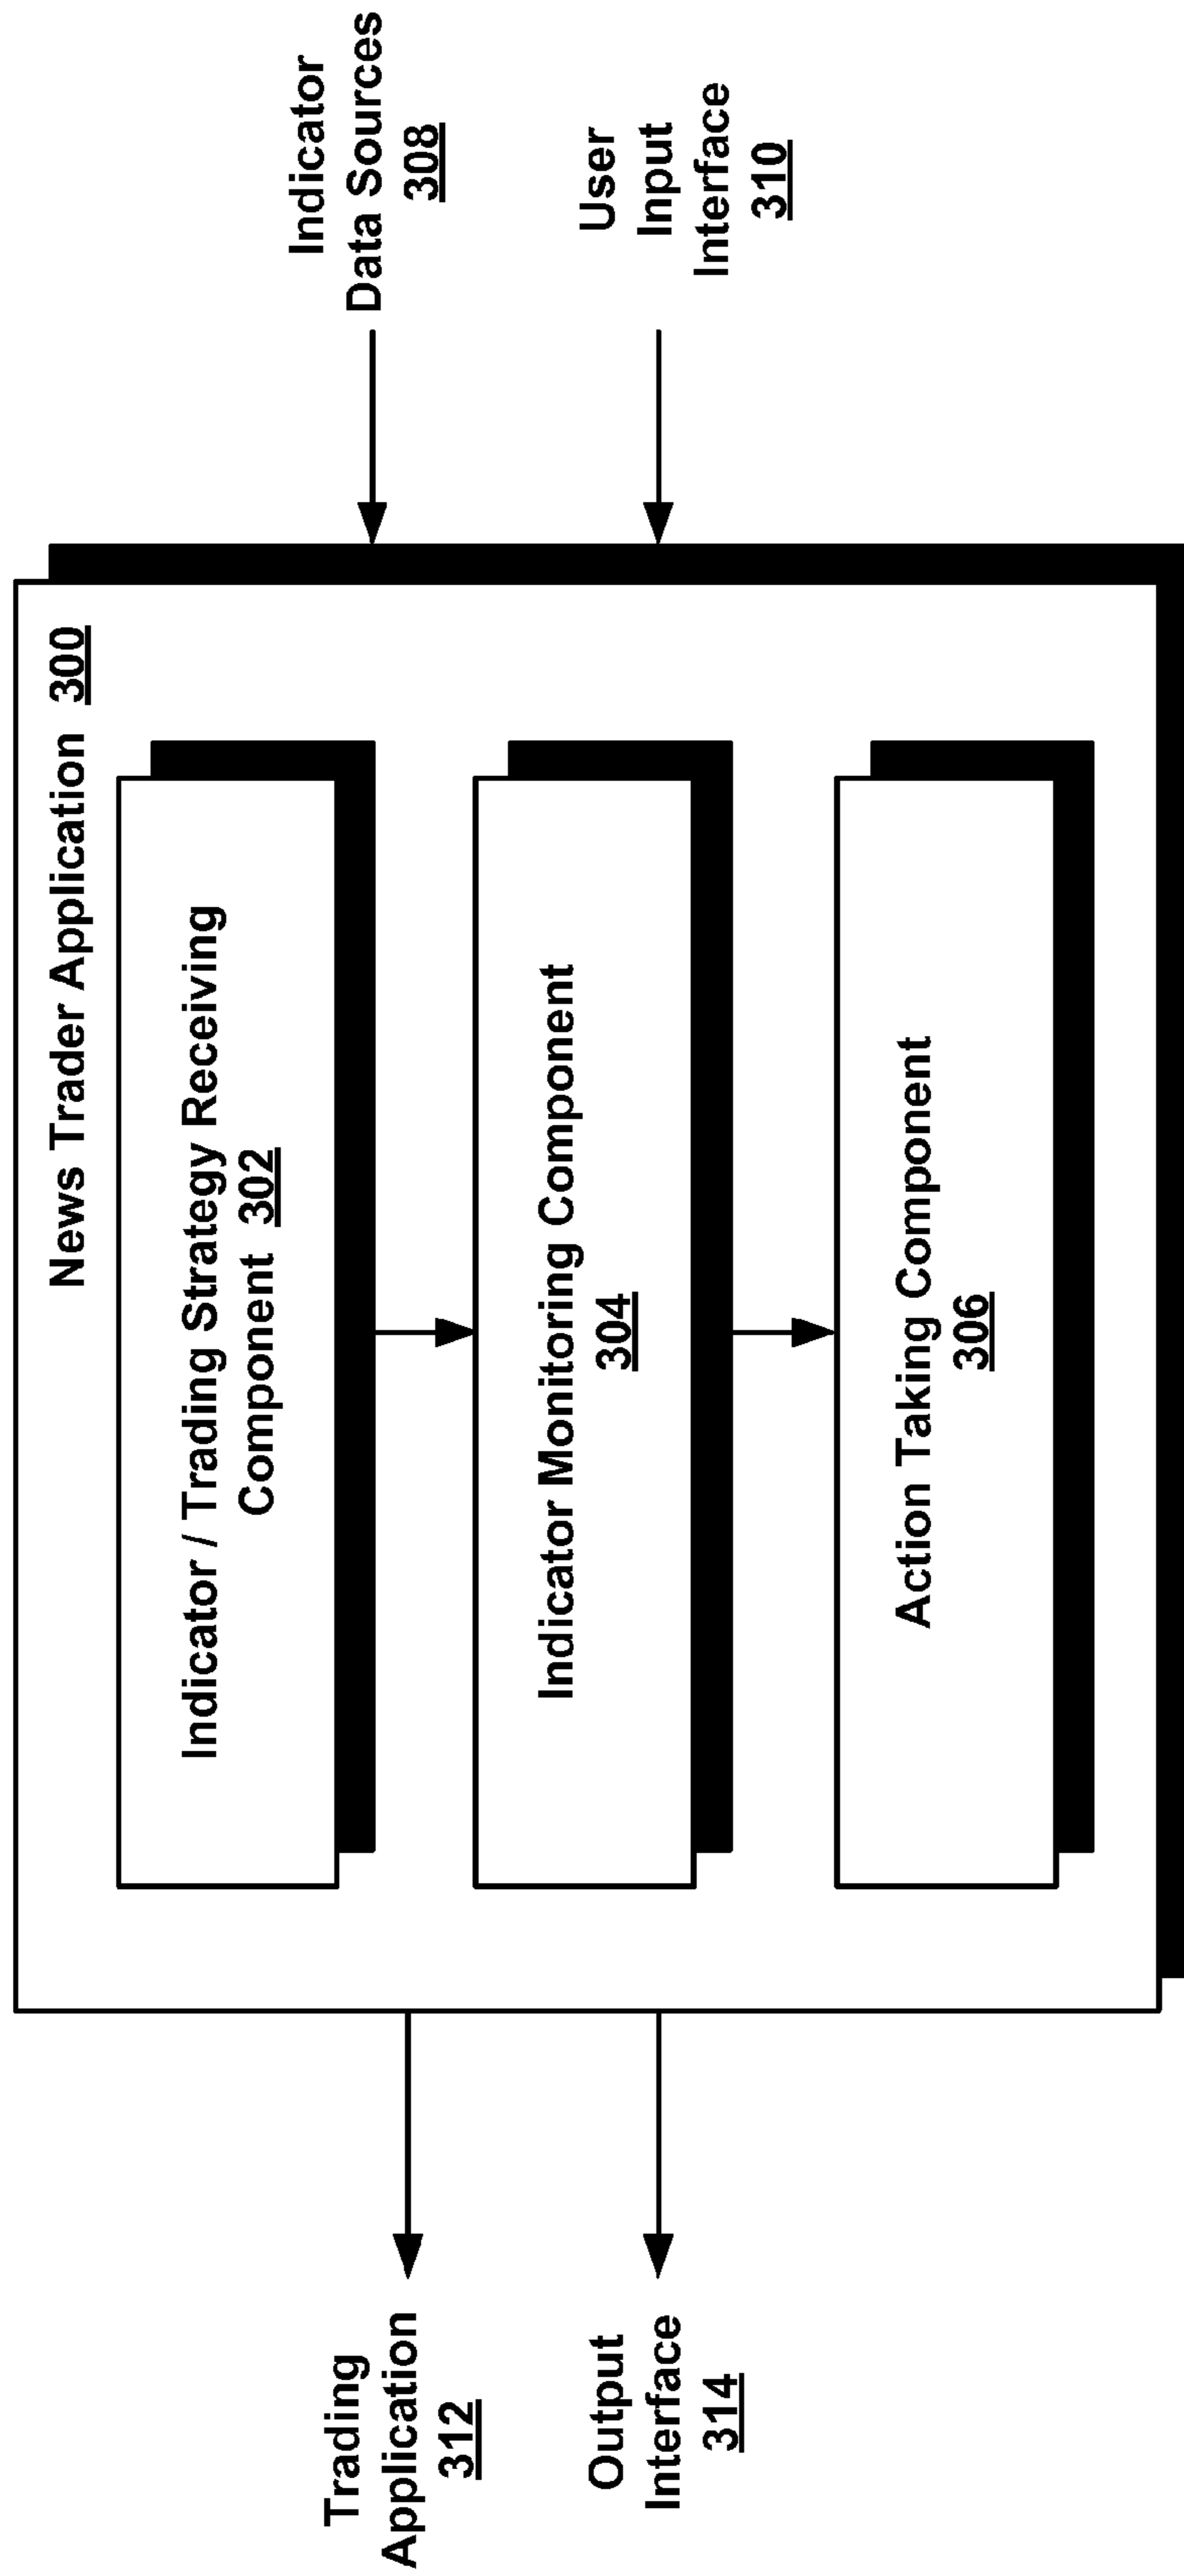 News Trader Application 300
Indicator / Trading Strategy Receiving
Component 302
Indicator Monitoring Component
304
Action Taking Component
306
Trading
Application
312
Output
Interface
314
Indicator
Data Sources
308
User
Input
Interface
310